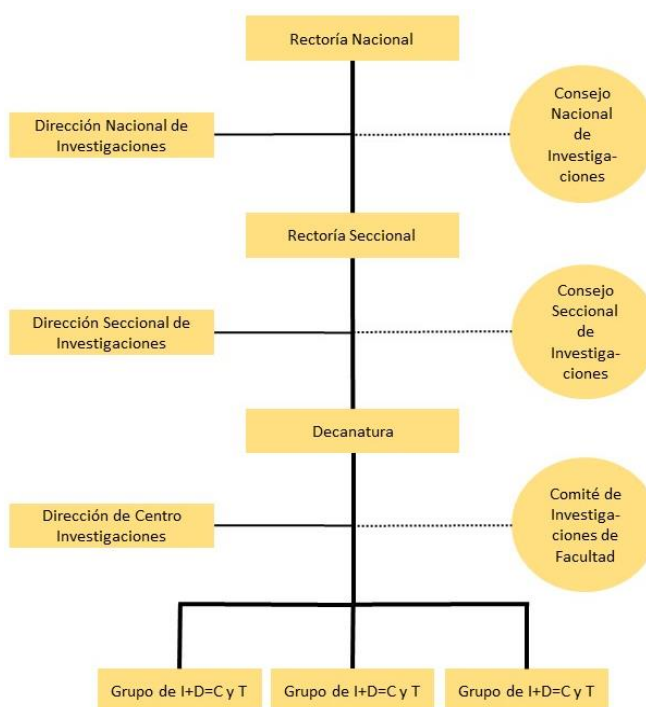 Rectoría Nacional
Dirección Nacional de
Investigaciones
Consejo
Nacional
de
Investiga-
ciones
Rectoría Seccional
Dirección Seccional de
Investigaciones
Consejo
Seccional
de
Investiga-
ciones
Decanatura
Dirección de Centro
Investigaciones
Comité de
Investiga-
ciones de
Facultad
Grupo de I+D=C y T
Grupo de I+D=C y T
Grupo de I+D=C y T